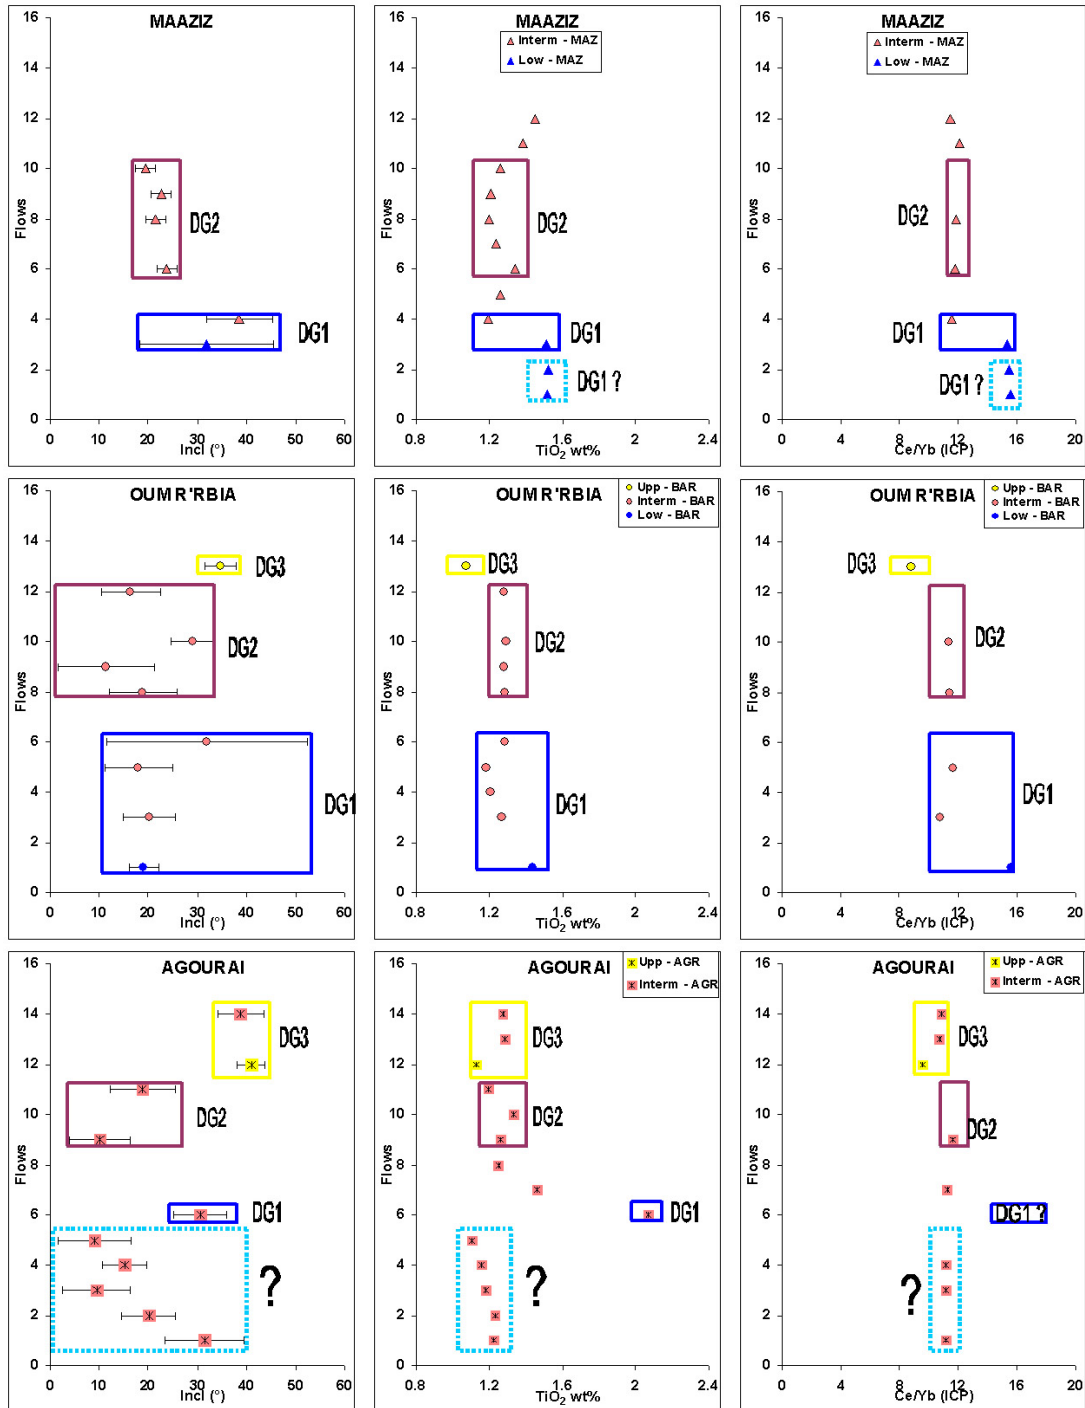 MAAZIZ
16
14
12
10
8
6
4
2
0
Flows
DG2
DG1
0 10 20 30 40 50 60
Incl (°)
MAAZIZ
Interm - MAZ
Low - MAZ
16
14
12
10
8
6
4
2
0
Flows
DG2
DG1
DG1 ?
0.8 1.2 1.6 2 2.4
TiO2 wt%
MAAZIZ
Interm - MAZ
Low - MAZ
16
14
12
10
8
6
4
2
0
Flows
DG2
DG1
DG1 ?
0 4 8 12 16 20
Ce/Yb (ICP)
OUM R'RBIA
16
14
12
10
8
6
4
2
0
Flows
DG3
DG2
DG1
0 10 20 30 40 50 60
Incl (°)
OUM R'RBIA
Upp - BAR
Interm - BAR
Low - BAR
16
14
12
10
8
6
4
2
0
Flows
DG3
DG2
DG1
0.8 1.2 1.6 2 2.4
TiO2 wt%
OUM R'RBIA
Upp - BAR
Interm - BAR
Low - BAR
16
14
12
10
8
6
4
2
0
Flows
DG3
DG2
DG1
0 4 8 12 16 20
Ce/Yb (ICP)
AGOURAI
16
14
12
10
8
6
4
2
0
Flows
DG3
DG2
DG1
?
0 10 20 30 40 50 60
Incl (°)
AGOURAI
Upp - AGR
Interm - AGR
16
14
12
10
8
6
4
2
0
Flows
DG3
DG2
DG1
?
0.8 1.2 1.6 2 2.4
TiO2 wt%
AGOURAI
Upp - AGR
Interm - AGR
16
14
12
10
8
6
4
2
0
Flows
DG3
DG2
DG1 ?
?
0 4 8 12 16 20
Ce/Yb (ICP)